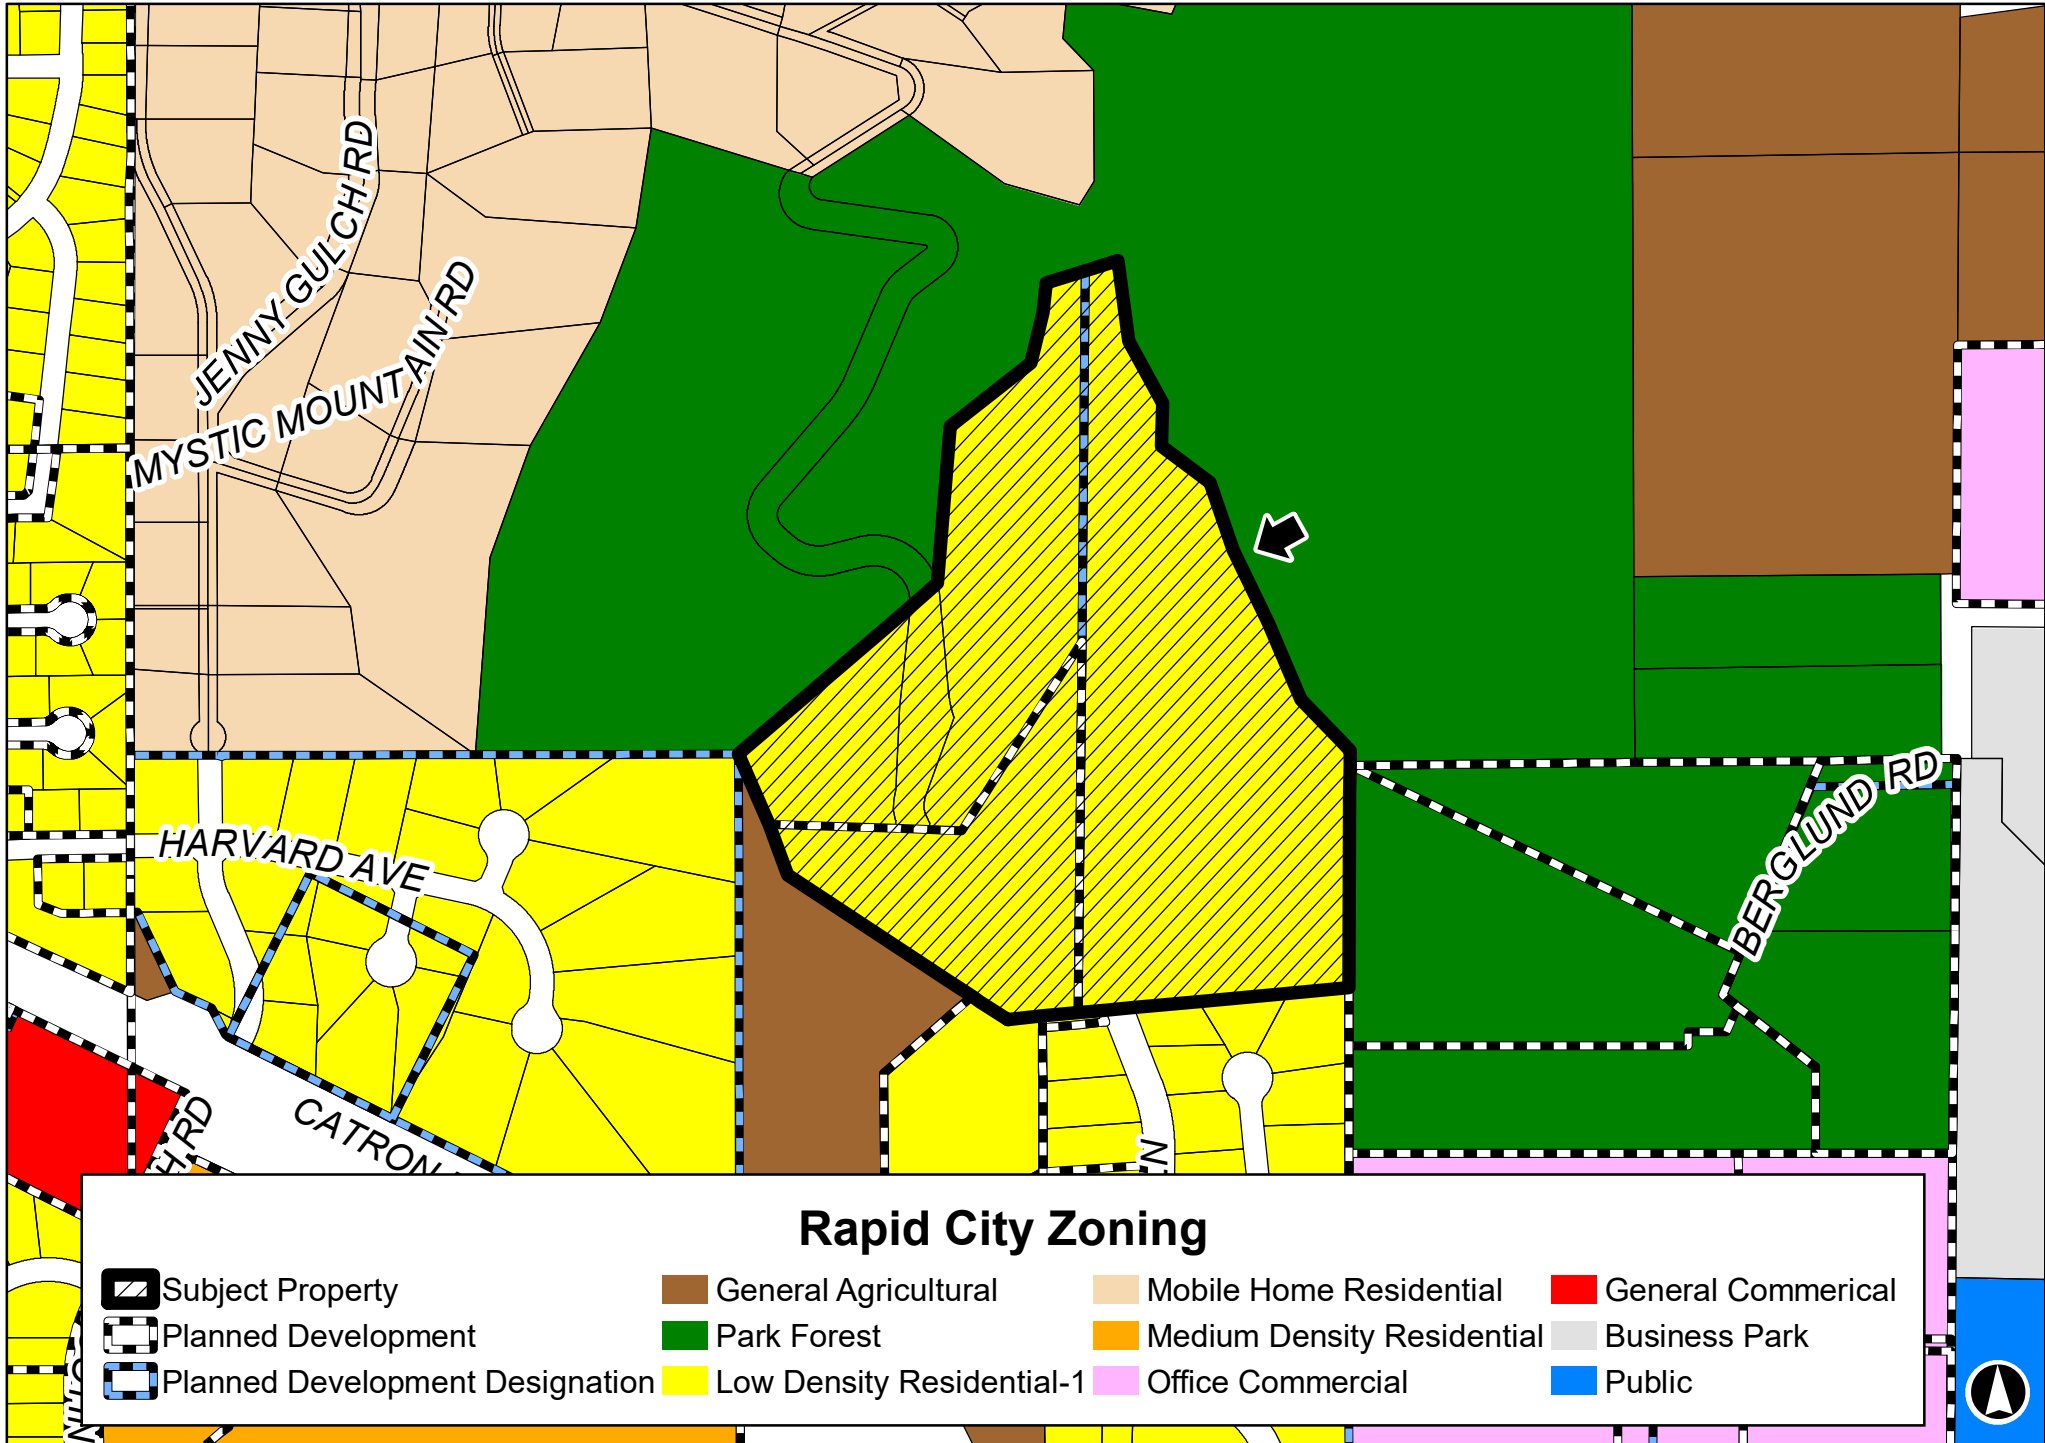 JENNY GULCH RD
MYSTIC MOUNTAIN RD
HARVARD AVE
BERGLUND RD
CATRON
H RD
N
Rapid City Zoning
Subject Property
Planned Development
Planned Development Designation
General Agricultural
Park Forest
Low Density Residential-1
Mobile Home Residential
Medium Density Residential
Office Commercial
General Commerical
Business Park
Public